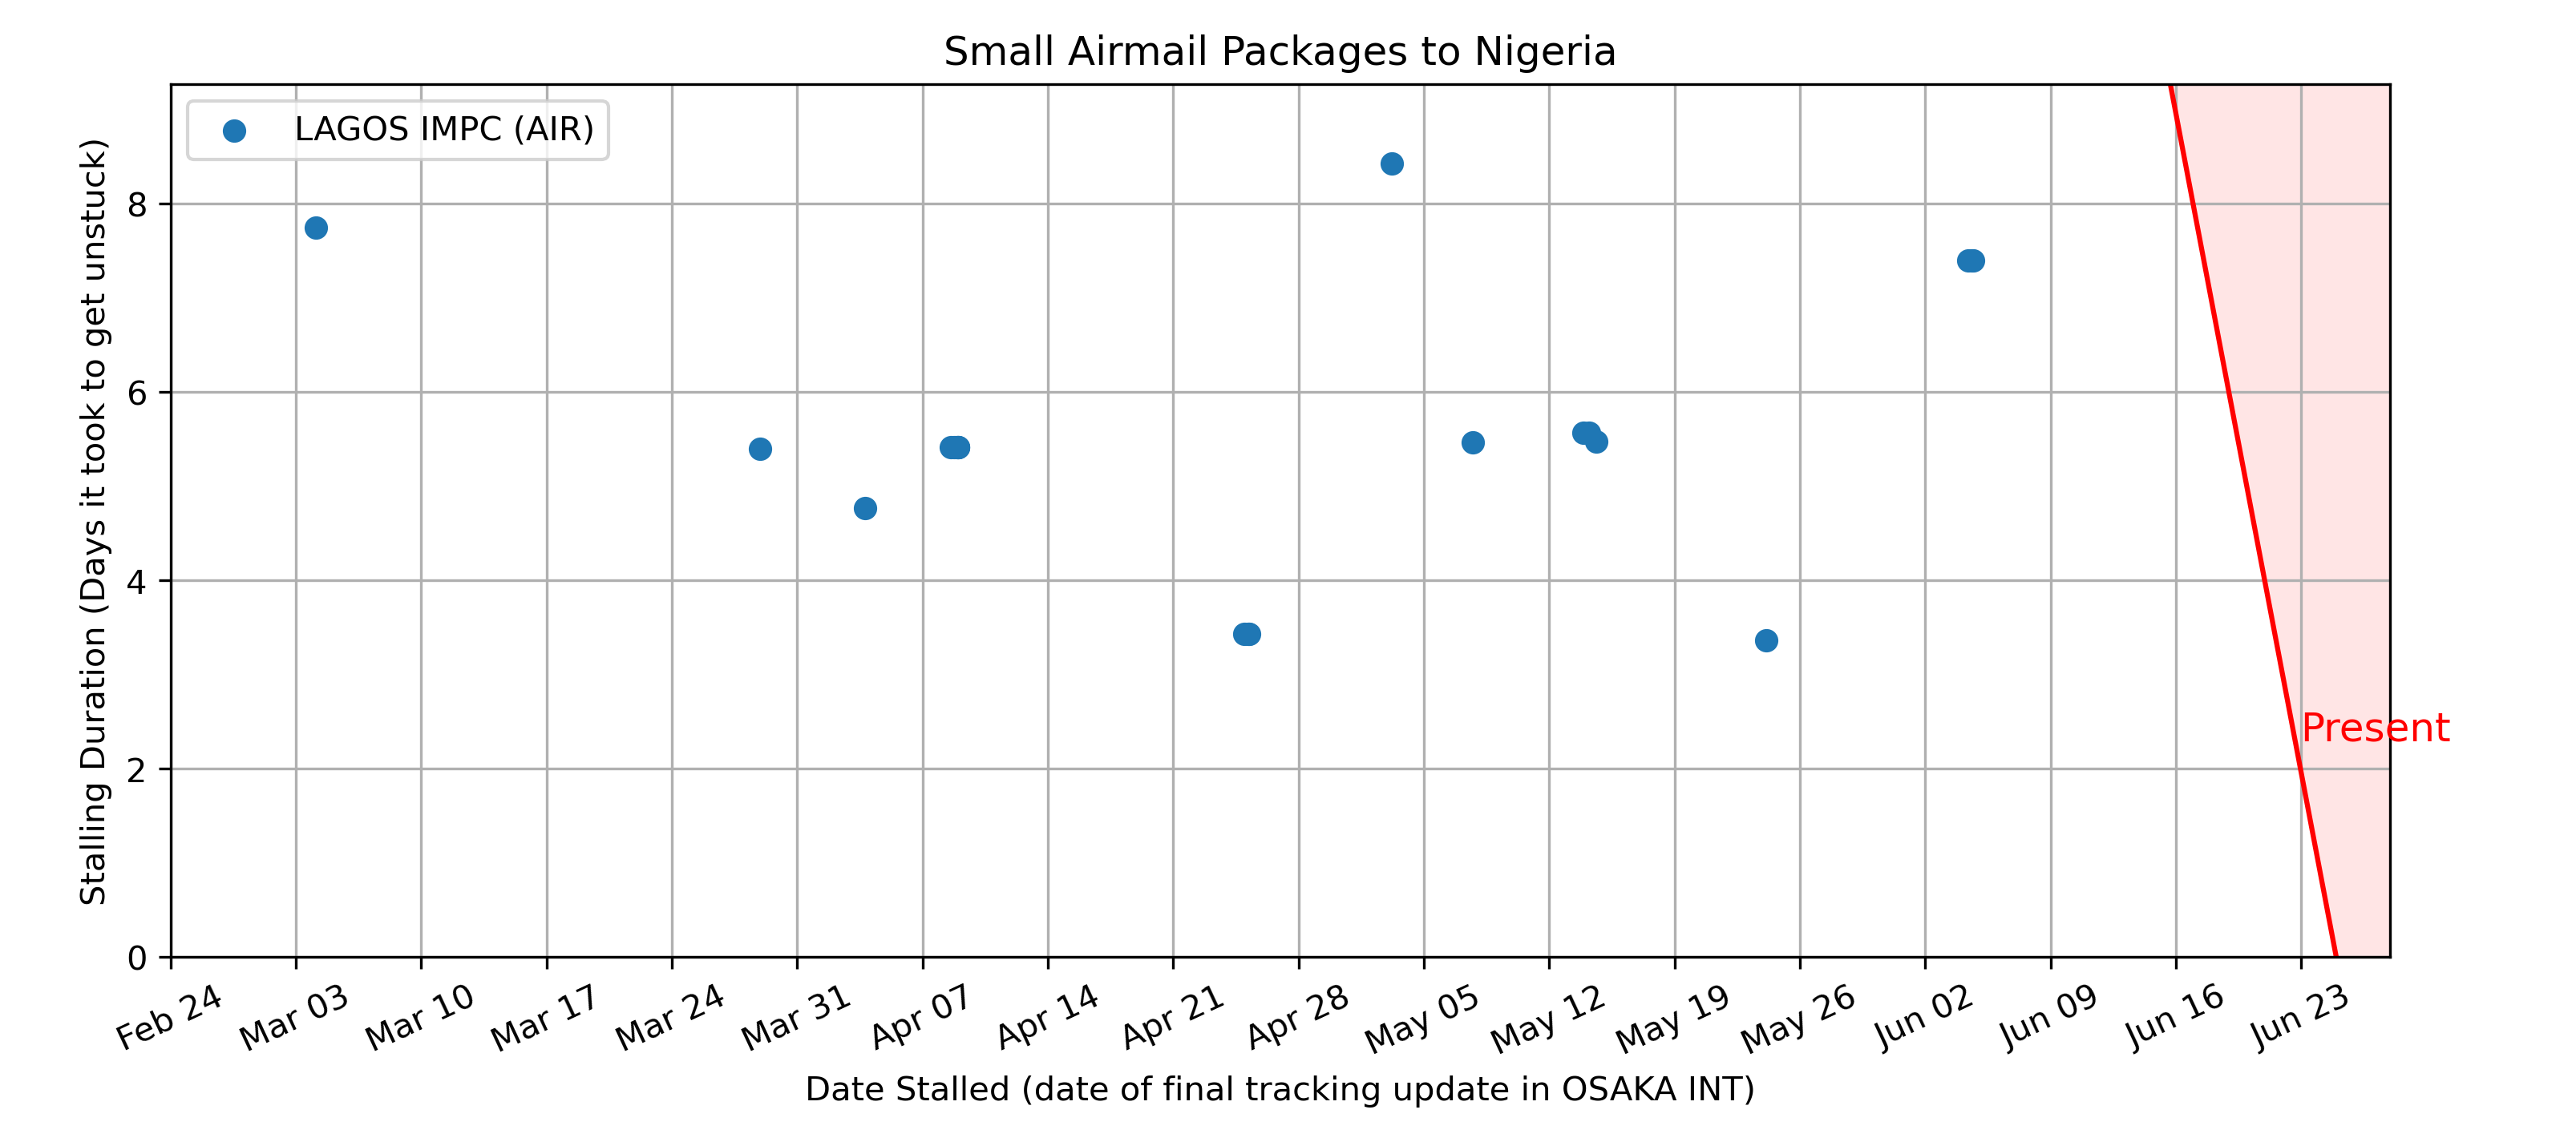 Small Airmail Packages to Nigeria
LAGOS IMPC (AIR)
Stalling Duration (Days it took to get unstuck)
8
6
4
2
0
Present
Feb 24 Mar 03 Mar 10 Mar 17 Mar 24 Mar 31 Apr 07 Apr 14 Apr 21 Apr 28 May 05 May 12 May 19 May 26 Jun 02 Jun 09 Jun 16 Jun 23
Date Stalled (date of final tracking update in OSAKA INT)